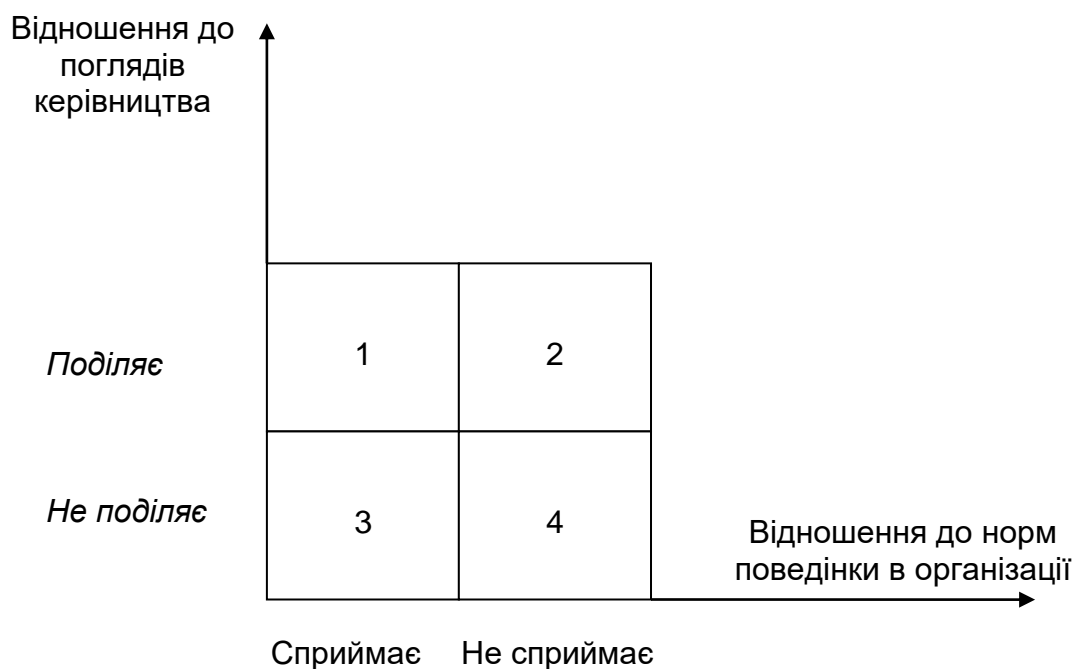 Відношення до
поглядів
керівництва
Поділяє
1
2
Не поділяє
3
4
Відношення до норм
поведінки в організації
Сприймає
Не сприймає